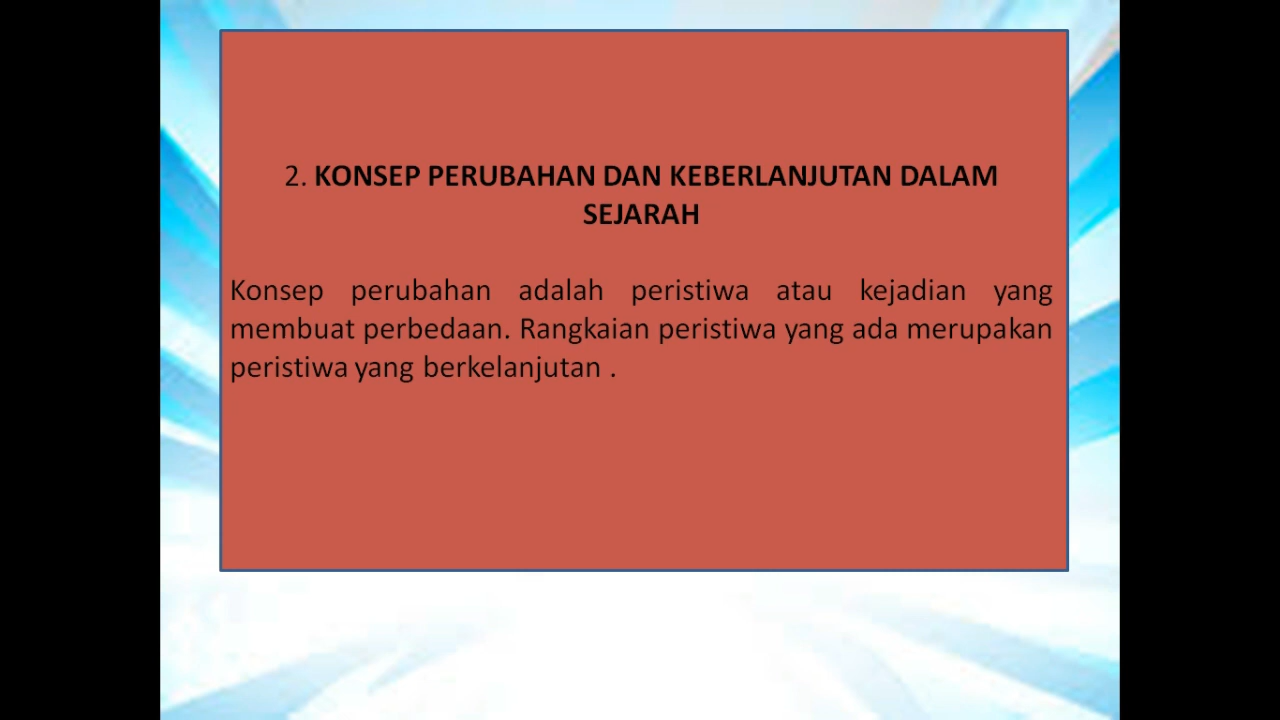 2. KONSEP PERUBAHAN DAN KEBERLANJUTAN DALAM
SEJARAH
Konsep perubahan adalah peristiwa atau kejadian yang
membuat perbedaan. Rangkaian peristiwa yang ada merupakan
peristiwa yang berkelanjutan .